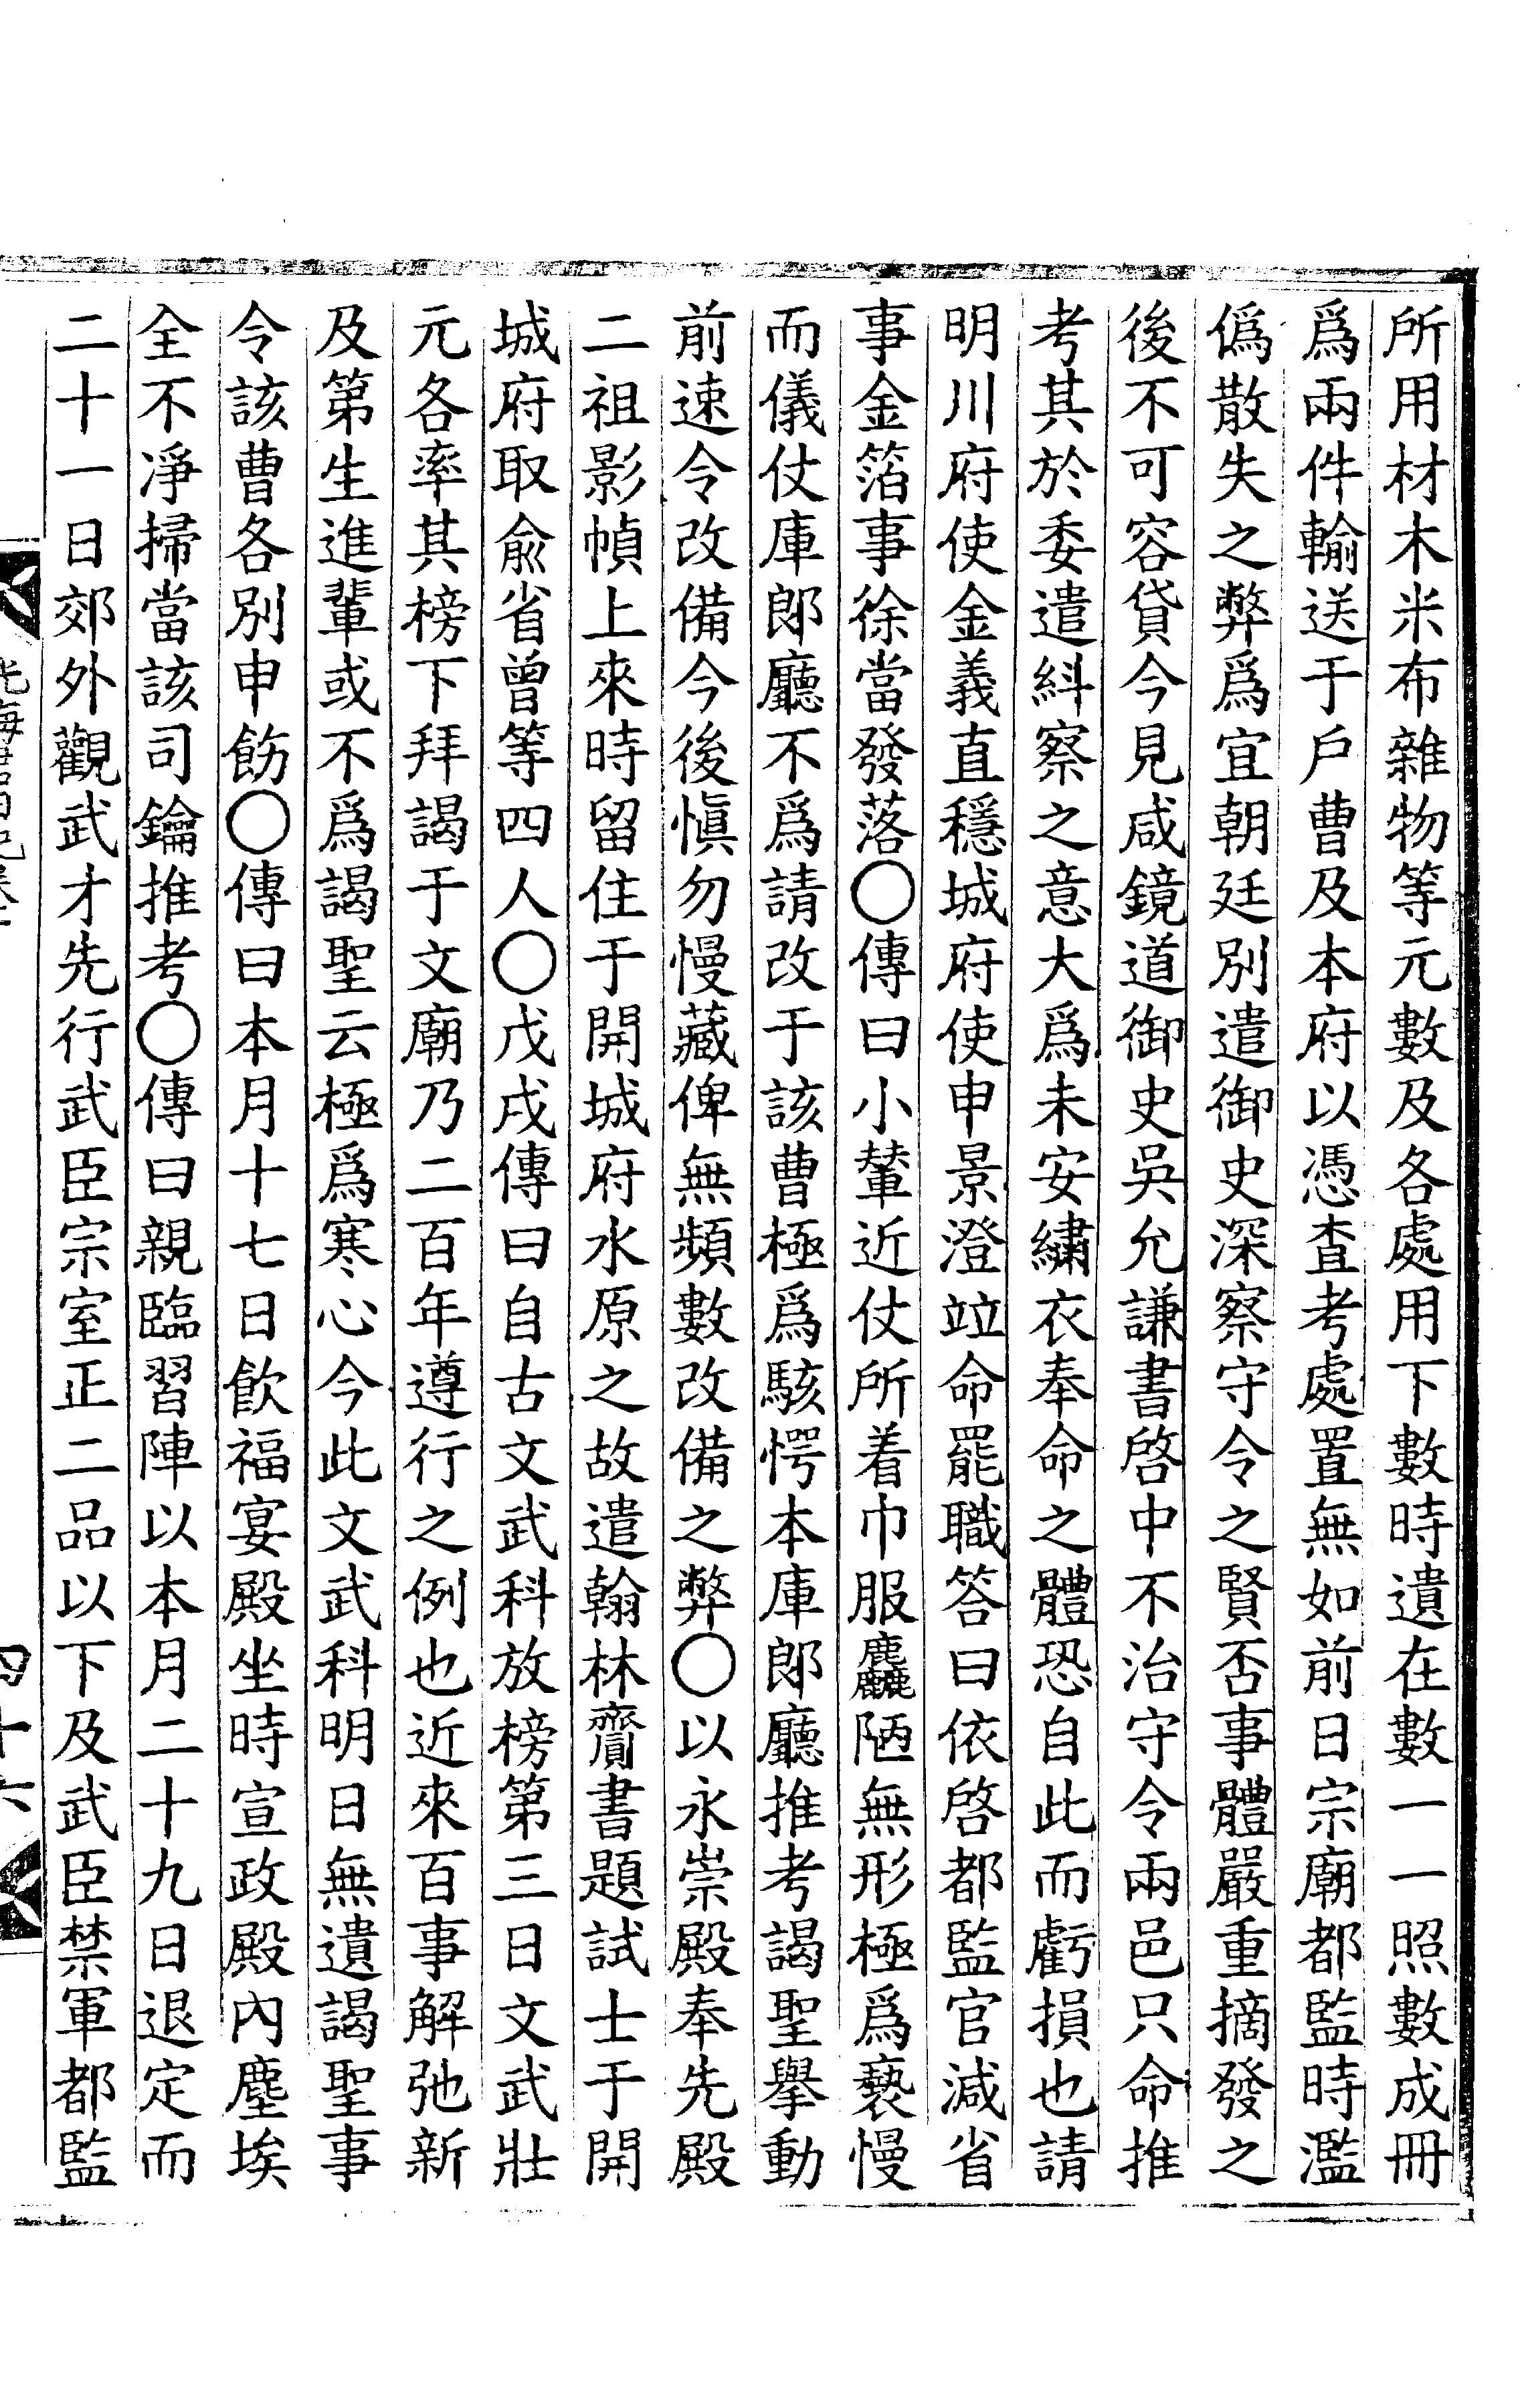 所用材木米布雜物等元數及各處用下數時遺在數一一照數成冊
爲兩件輸送于戶曹及本府以憑査考處置無如前日宗廟都監時濫
僞散失之弊爲宜朝廷別遣御史深察守令之賢否事體嚴重摘發之
後不可容貸今見咸鏡道御史吳允謙書啓中不治守令兩邑只命推
考其於委遣糾察之意大爲未安繡衣奉命之體恐自此而虧損也請
明川府使金義直穩城府使申景澄竝命罷職答曰依啓都監官減省
事金箔事徐當發落○傳曰小輦近仗所着巾服麤陋無形極爲褻慢
而儀仗庫郞廳不爲請改于該曹極爲駭愕本庫郞廳推考謁聖擧動
前速令改備今後愼勿慢藏俾無頻數改備之弊○以永崇殿奉先殿
二祖影幀上來時留住于開城府水原之故遣翰林齎書題試士于開
城府取兪省曾等四人○戊戌傳曰自古文武科放榜第三日文武壯
元各率其榜下拜謁于文廟乃二百年遵行之例也近來百事解弛新
及第生進輩或不爲謁聖云極爲寒心今此文武科明日無遺謁聖事
令該曹各別申飭○傳曰本月十七日飮福宴殿坐時宣政殿內塵埃
全不淨掃當該司鑰推考○傳曰親臨習陣以本月二十九日退定而
二十一日郊外觀武才先行武臣宗室正二品以下及武臣禁軍都監
光海君日記卷
四十六